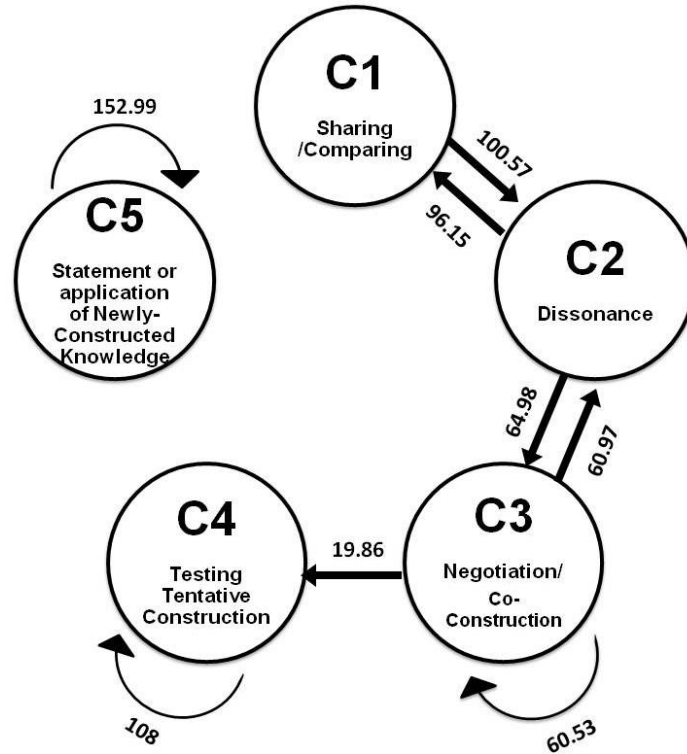 C1
Sharing
/Comparing
152.99
100.57
96.15
C5
Statement or
application
of Newly-
Constructed
Knowledge
C2
Dissonance
64.98
60.97
C4
Testing
Tentative
Construction
19.86
C3
Negotiation/
Co-
Construction
108
60.53